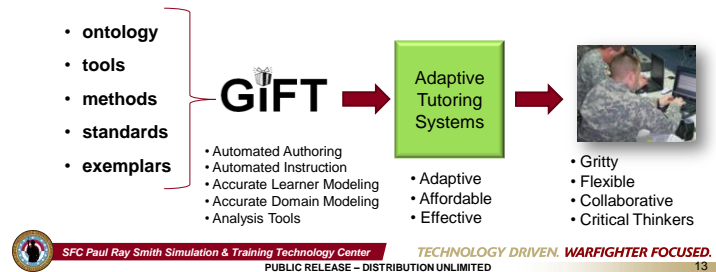 • ontology
• tools
• methods
• standards
• exemplars
GiFT
• Automated Authoring
• Automated Instruction
• Accurate Learner Modeling
• Accurate Domain Modeling
• Analysis Tools
Adaptive
Tutoring
Systems
• Adaptive
• Affordable
• Effective
• Gritty
• Flexible
• Collaborative
• Critical Thinkers
SFC Paul Ray Smith Simulation & Training Technology Center
TECHNOLOGY DRIVEN. WARFIGHTER FOCUSED.
PUBLIC RELEASE – DISTRIBUTION UNLIMITED
13